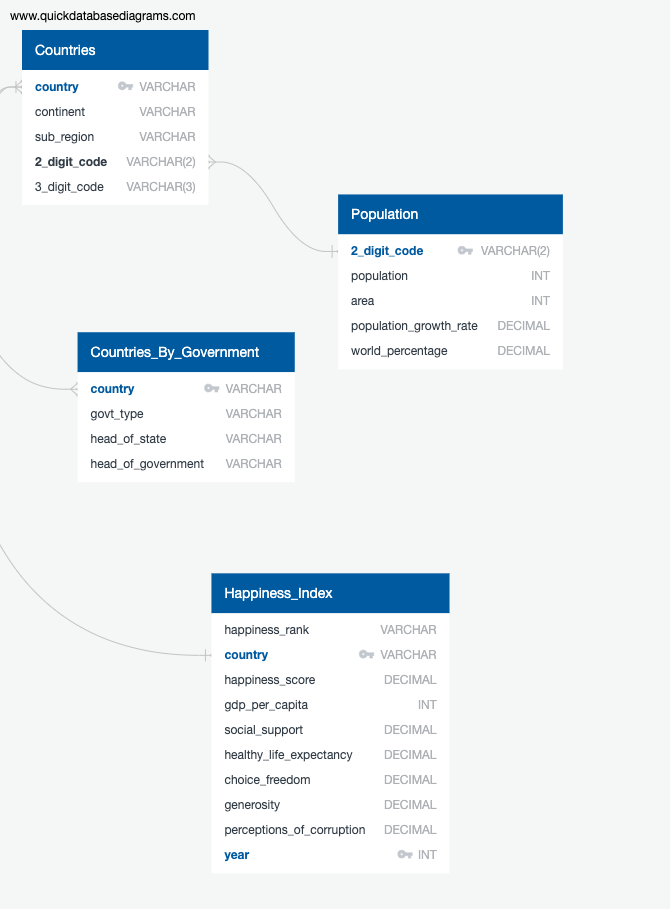 www.quickdatabasediagrams.com
Countries
country VARCHAR
continent VARCHAR
sub_region VARCHAR
2_digit_code VARCHAR(2)
3_digit_code VARCHAR(3)
Population
2_digit_code VARCHAR(2)
population INT
area INT
population_growth_rate DECIMAL
world_percentage DECIMAL
Countries_By_Government
country VARCHAR
govt_type VARCHAR
head_of_state VARCHAR
head_of_government VARCHAR
Happiness_Index
happiness_rank VARCHAR
country VARCHAR
happiness_score DECIMAL
gdp_per_capita INT
social_support DECIMAL
healthy_life_expectancy DECIMAL
choice_freedom DECIMAL
generosity DECIMAL
perceptions_of_corruption DECIMAL
year INT